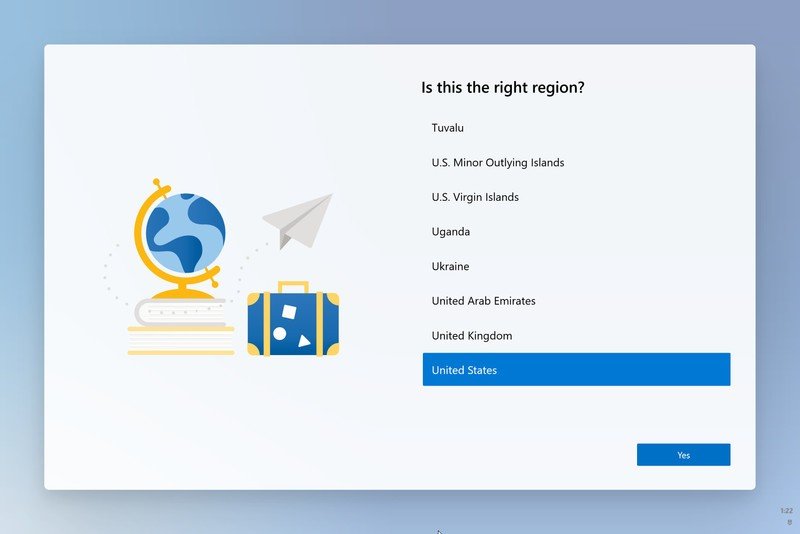 Is this the right region?
Tuvalu
U.S. Minor Outlying Islands
U.S. Virgin Islands
Uganda
Ukraine
United Arab Emirates
United Kingdom
United States
Yes
1:22